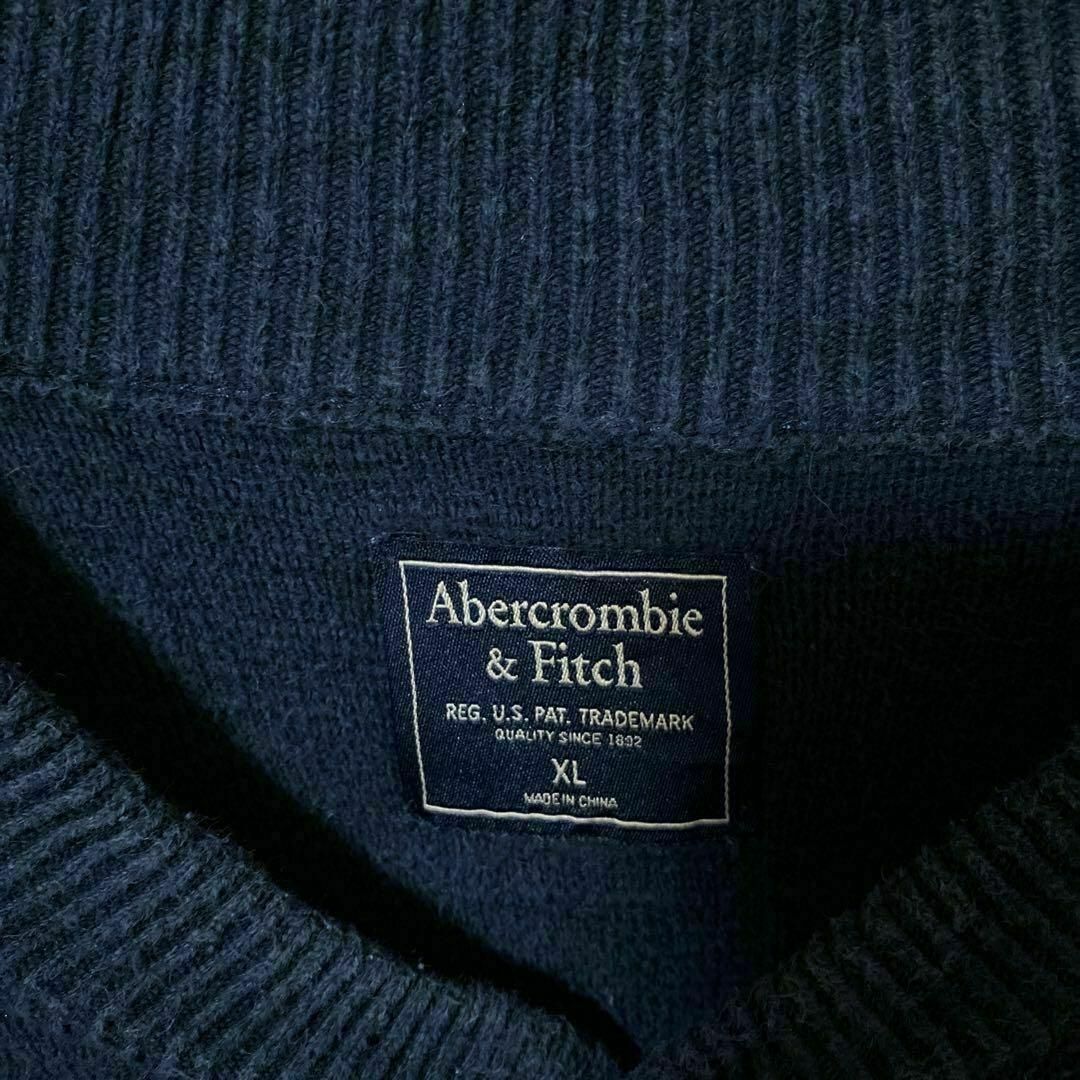 Abercrombie
& Fitch
REG. U.S. PAT. TRADEMARK
QUALITY SINCE 1892
XL
MADE IN CHINA